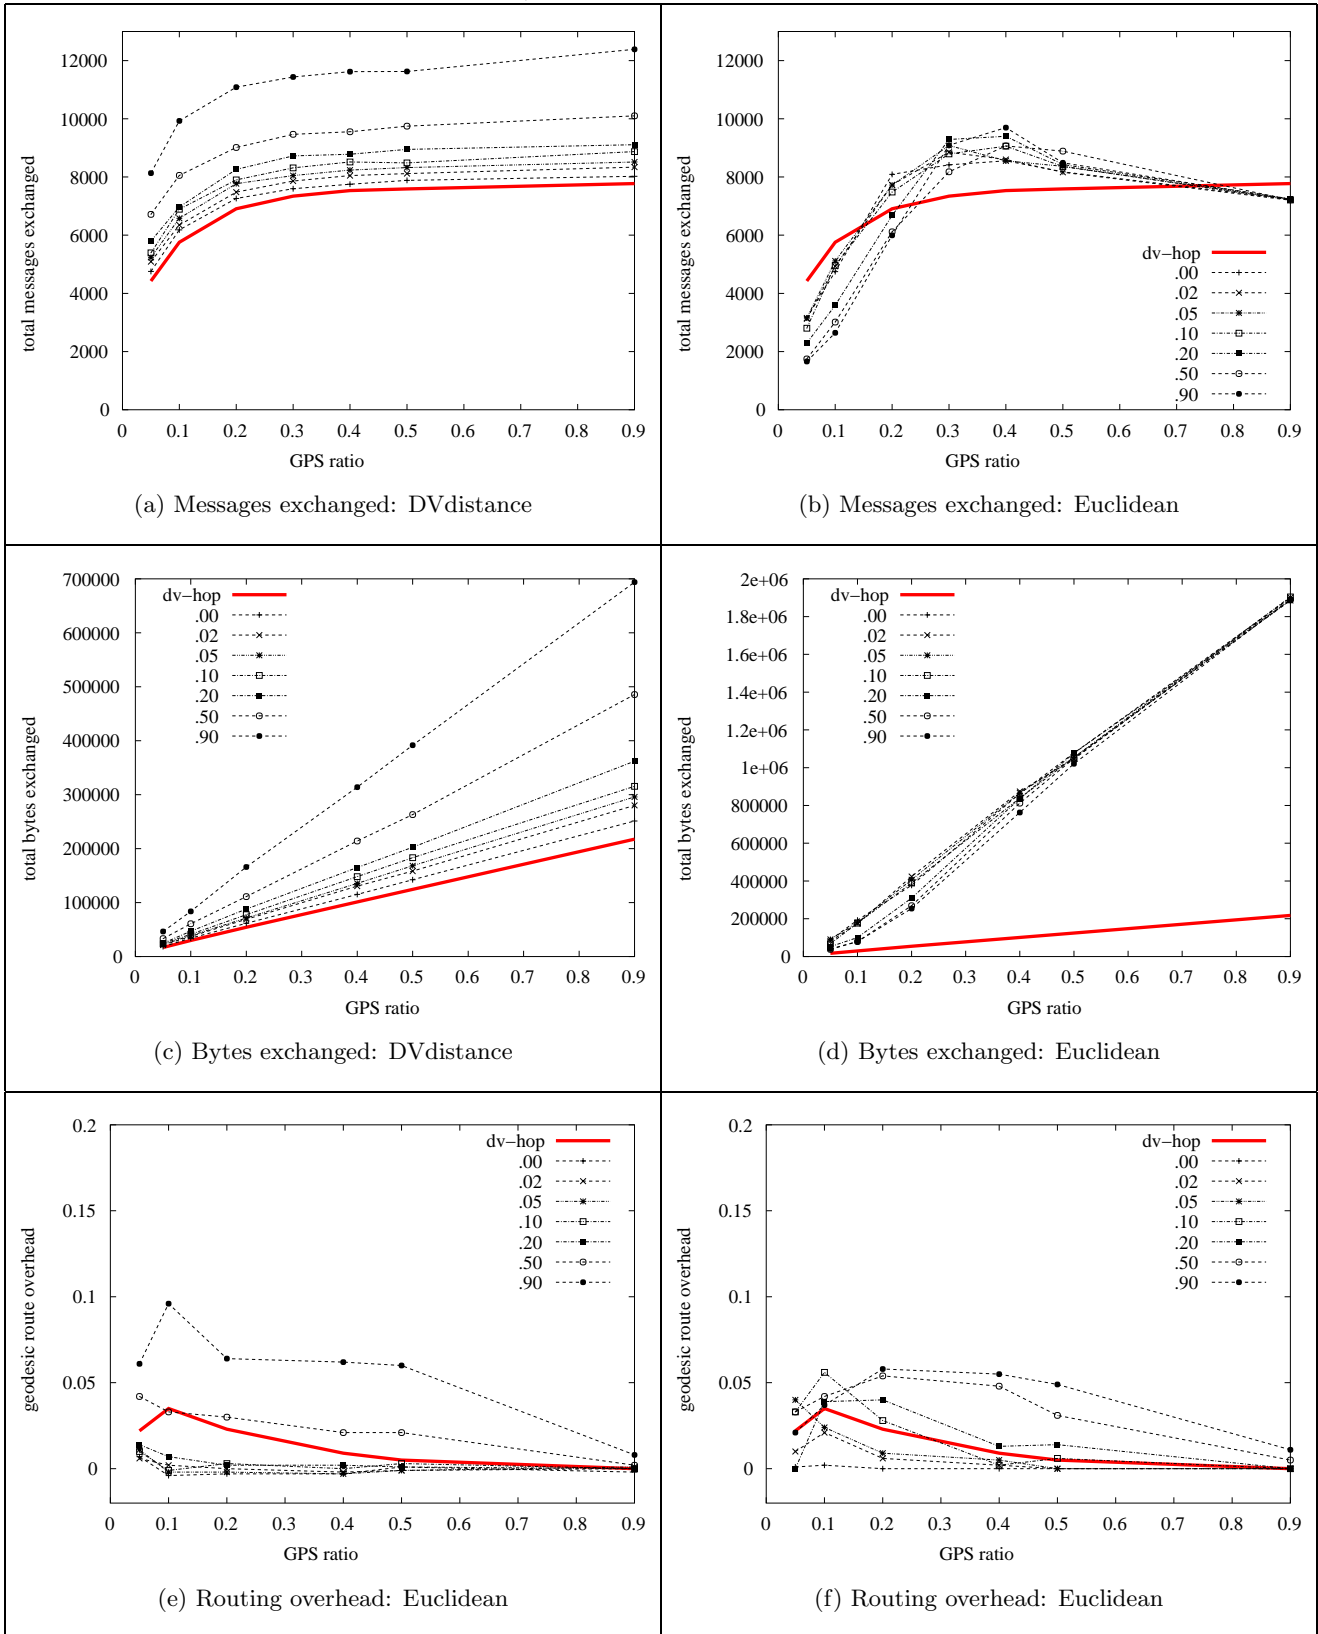 12000
10000
8000
6000
4000
2000
0
total messages exchanged
0 0.1 0.2 0.3 0.4 0.5 0.6 0.7 0.8 0.9
GPS ratio
(a) Messages exchanged: DVdistance
12000
10000
8000
6000
4000
2000
0
total messages exchanged
dv-hop
.00
.02
.05
.10
.20
.50
.90
0 0.1 0.2 0.3 0.4 0.5 0.6 0.7 0.8 0.9
GPS ratio
(b) Messages exchanged: Euclidean
700000
600000
500000
400000
300000
200000
100000
0
total bytes exchanged
dv-hop
.00
.02
.05
.10
.20
.50
.90
0 0.1 0.2 0.3 0.4 0.5 0.6 0.7 0.8 0.9
GPS ratio
(c) Bytes exchanged: DVdistance
2e+06
1.8e+06
1.6e+06
1.4e+06
1.2e+06
1e+06
800000
600000
400000
200000
0
total bytes exchanged
dv-hop
.00
.02
.05
.10
.20
.50
.90
0 0.1 0.2 0.3 0.4 0.5 0.6 0.7 0.8 0.9
GPS ratio
(d) Bytes exchanged: Euclidean
0.2
0.15
0.1
0.05
0
geodesic route overhead
dv-hop
.00
.02
.05
.10
.20
.50
.90
0 0.1 0.2 0.3 0.4 0.5 0.6 0.7 0.8 0.9
GPS ratio
(e) Routing overhead: Euclidean
0.2
0.15
0.1
0.05
0
geodesic route overhead
dv-hop
.00
.02
.05
.10
.20
.50
.90
0 0.1 0.2 0.3 0.4 0.5 0.6 0.7 0.8 0.9
GPS ratio
(f) Routing overhead: Euclidean